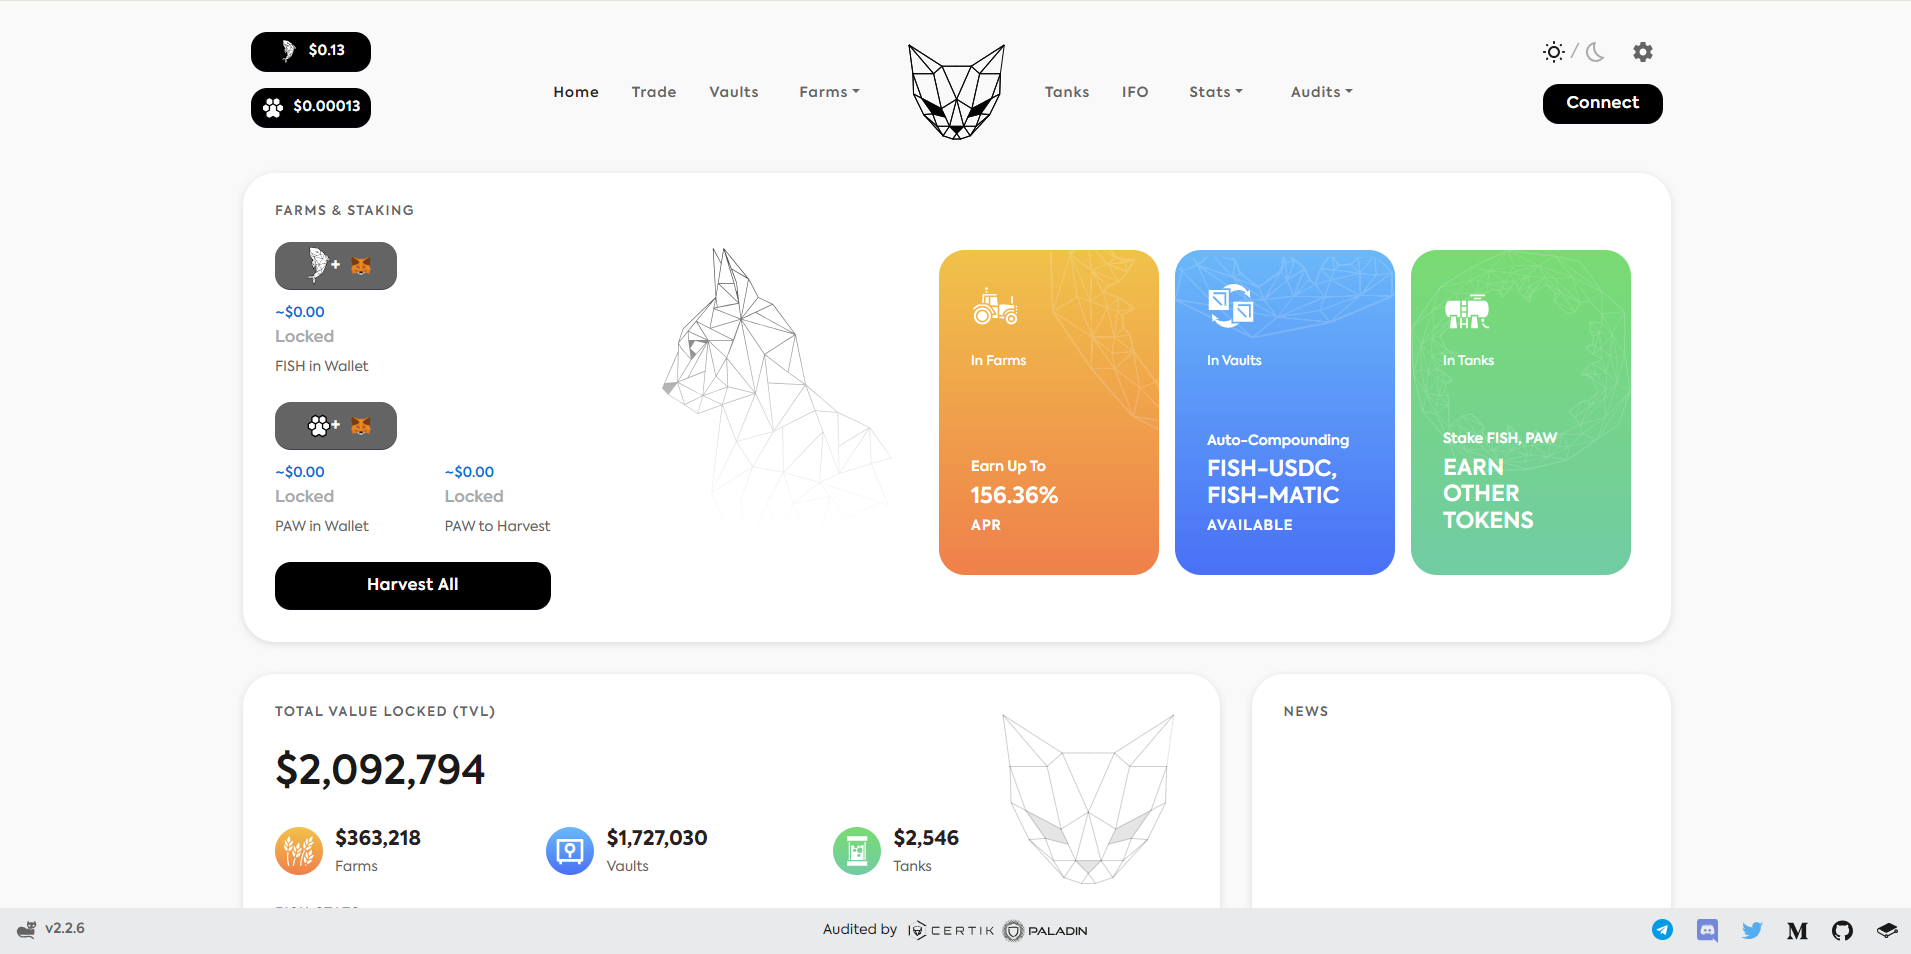 $0.13
$0.00013
Home
Trade
Vaults
Farms
Tanks
IFO
Stats
Audits
/
Connect
FARMS & STAKING
+
~$0.00
Locked
FISH in Wallet
+
~$0.00
Locked
PAW in Wallet
~$0.00
Locked
PAW to Harvest
Harvest All
In Farms
Earn Up To
156.36%
APR
In Vaults
Auto-Compounding
FISH-USDC,
FISH-MATIC
AVAILABLE
In Tanks
Stake FISH, PAW
EARN
OTHER
TOKENS
TOTAL VALUE LOCKED (TVL)
$2,092,794
$363,218
Farms
$1,727,030
Vaults
$2,546
Tanks
NEWS
v2.2.6
Audited by
CERTIK
PALADIN